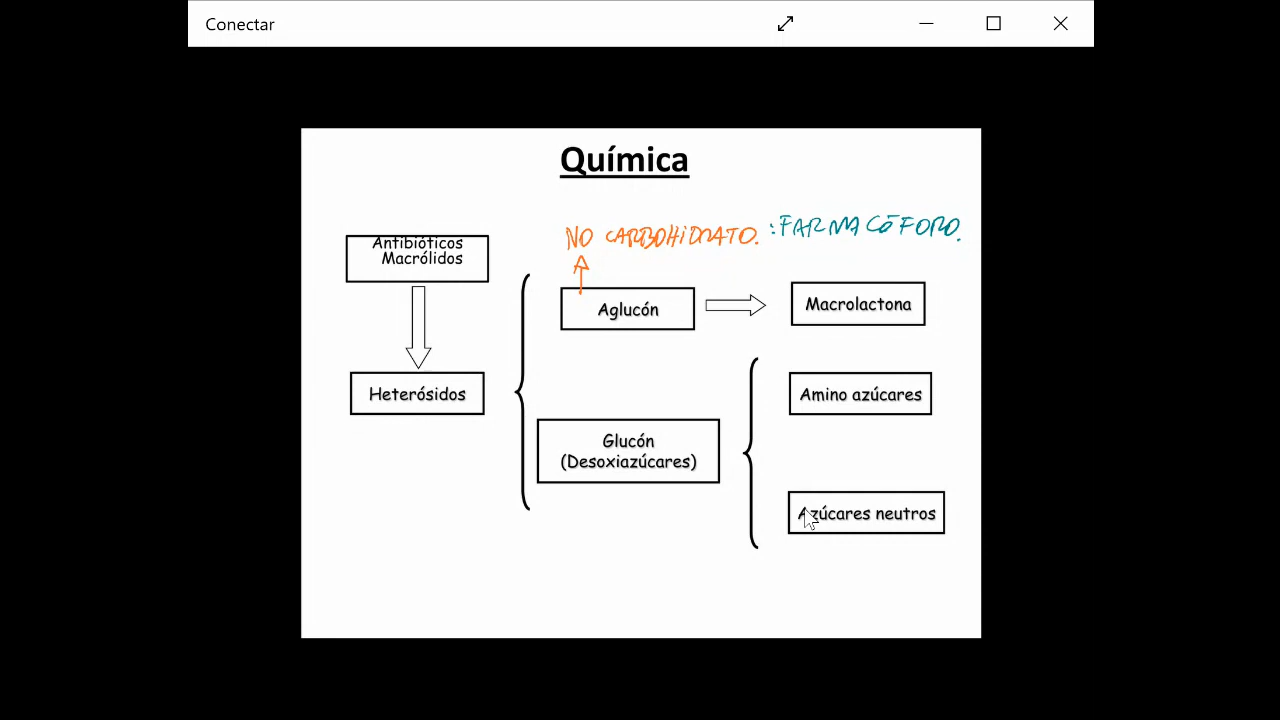 Conectar
Química
NO CARBOHIDRATO. : FARMACÓFORO.
Antibióticos
Macrólidos
Aglucón
Macrolactona
Heterósidos
Amino azúcares
Glucón
(Desoxiazúcares)
Azúcares neutros